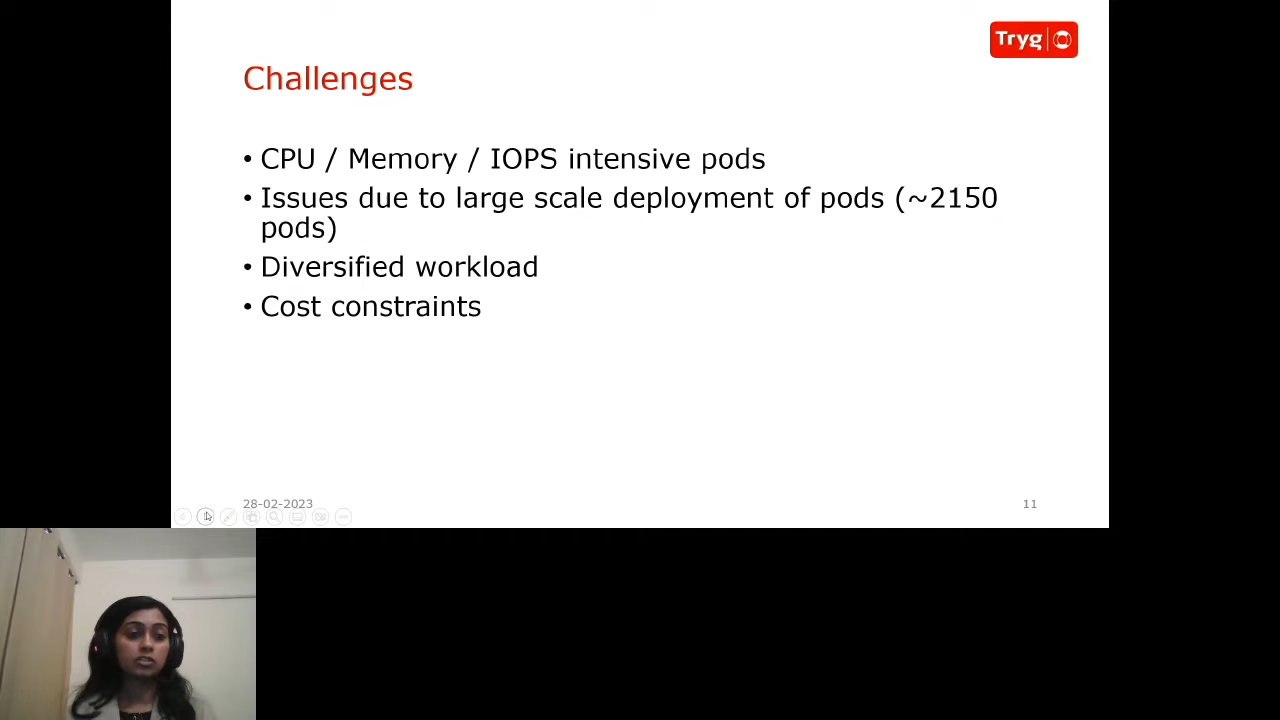 Tryg
Challenges
• CPU / Memory / IOPS intensive pods
• Issues due to large scale deployment of pods (~2150
pods)
• Diversified workload
• Cost constraints
28-02-2023
11